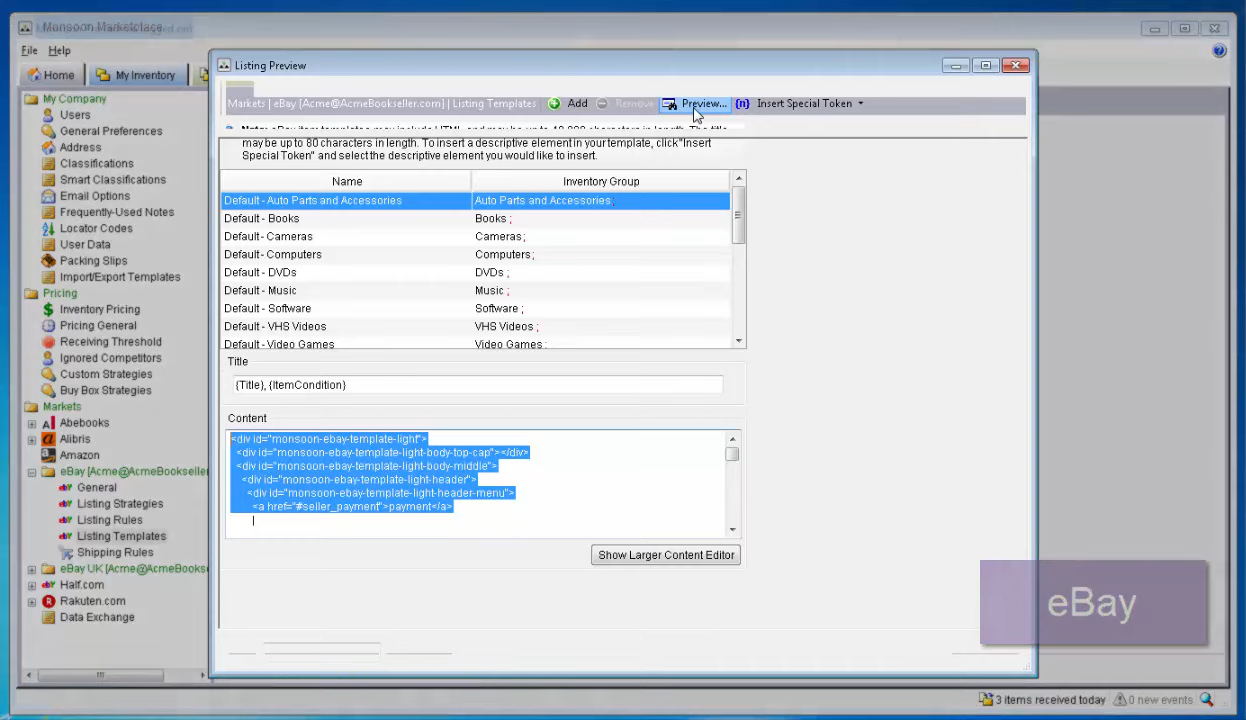 Monsoon Marketplace
File Help
Home My Inventory
My Company
Users
General Preferences
Address
Classifications
Smart Classifications
Email Options
Frequently-Used Notes
Locator Codes
User Data
Packing Slips
Import/Export Templates
Pricing
Inventory Pricing
Pricing General
Receiving Threshold
Ignored Competitors
Custom Strategies
Buy Box Strategies
Markets
Abebooks
Alibris
Amazon
eBay [Acme@AcmeBookseller
General
Listing Strategies
Listing Rules
Listing Templates
Shipping Rules
eBay UK [Acme@AcmeBooks
Half.com
Rakuten.com
Data Exchange
Listing Preview
Markets | eBay [Acme@AcmeBookseller.com] | Listing Templates Add Remove Preview... {n} Insert Special Token
may be up to 80 characters in length. To insert a descriptive element in your template, click "Insert
Special Token" and select the descriptive element you would like to insert.
Name Inventory Group
Default - Auto Parts and Accessories Auto Parts and Accessories ;
Default - Books Books ;
Default - Cameras Cameras ;
Default - Computers Computers ;
Default - DVDs DVDs ;
Default - Music Music ;
Default - Software Software ;
Default - VHS Videos VHS Videos ;
Default - Video Games Video Games ;
Title
{Title}, {ItemCondition}
Content
<div id="monsoon-ebay-template-light">
<div id="monsoon-ebay-template-light-body-top-cap"></div>
<div id="monsoon-ebay-template-light-body-middle">
<div id="monsoon-ebay-template-light-header">
<div id="monsoon-ebay-template-light-header-menu">
<a href="#seller_payment">payment</a>
Show Larger Content Editor
eBay
3 items received today 0 new events